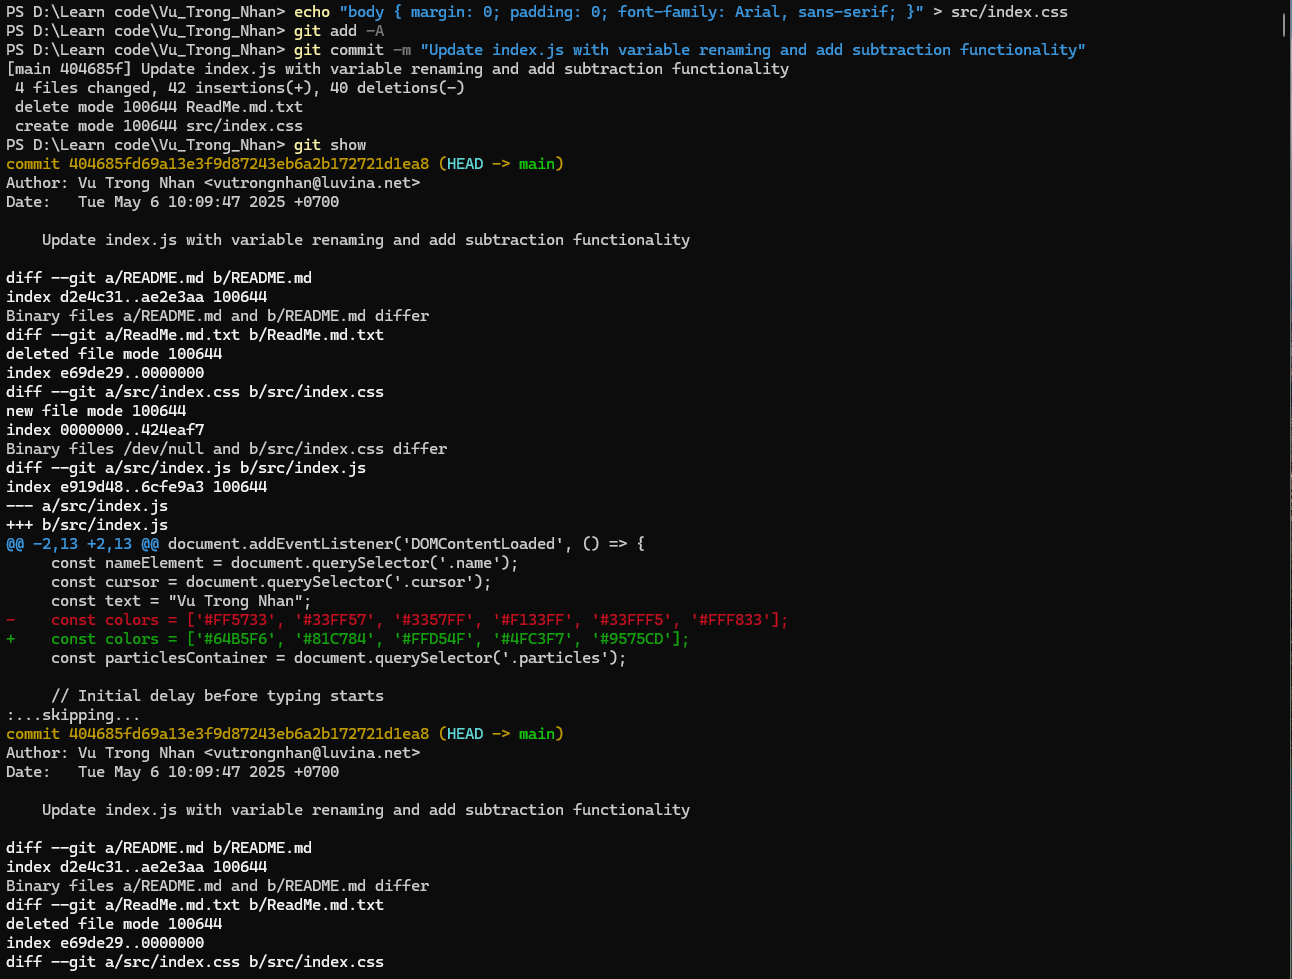 PS D:\Learn code\Vu_Trong_Nhan> echo "body { margin: 0; padding: 0; font-family: Arial, sans-serif; }" > src/index.css
PS D:\Learn code\Vu_Trong_Nhan> git add -A
PS D:\Learn code\Vu_Trong_Nhan> git commit -m "Update index.js with variable renaming and add subtraction functionality"
[main 404685f] Update index.js with variable renaming and add subtraction functionality
 4 files changed, 42 insertions(+), 40 deletions(-)
 delete mode 100644 ReadMe.md.txt
 create mode 100644 src/index.css
PS D:\Learn code\Vu_Trong_Nhan> git show
commit 404685fd69a13e3f9d87243eb6a2b172721d1ea8 (HEAD -> main)
Author: Vu Trong Nhan <vutrongnhan@luvina.net>
Date:   Tue May 6 10:09:47 2025 +0700

    Update index.js with variable renaming and add subtraction functionality

diff --git a/README.md b/README.md
index d2e4c31..ae2e3aa 100644
Binary files a/README.md and b/README.md differ
diff --git a/ReadMe.md.txt b/ReadMe.md.txt
deleted file mode 100644
index e69de29..0000000
diff --git a/src/index.css b/src/index.css
new file mode 100644
index 0000000..424eaf7
Binary files /dev/null and b/src/index.css differ
diff --git a/src/index.js b/src/index.js
index e919d48..6cfe9a3 100644
--- a/src/index.js
+++ b/src/index.js
@@ -2,13 +2,13 @@ document.addEventListener('DOMContentLoaded', () => {
     const nameElement = document.querySelector('.name');
     const cursor = document.querySelector('.cursor');
     const text = "Vu Trong Nhan";
-    const colors = ['#FF5733', '#33FF57', '#3357FF', '#F133FF', '#33FFF5', '#FFF833'];
+    const colors = ['#64B5F6', '#81C784', '#FFD54F', '#4FC3F7', '#9575CD'];
     const particlesContainer = document.querySelector('.particles');

     // Initial delay before typing starts
:...skipping...
commit 404685fd69a13e3f9d87243eb6a2b172721d1ea8 (HEAD -> main)
Author: Vu Trong Nhan <vutrongnhan@luvina.net>
Date:   Tue May 6 10:09:47 2025 +0700

    Update index.js with variable renaming and add subtraction functionality

diff --git a/README.md b/README.md
index d2e4c31..ae2e3aa 100644
Binary files a/README.md and b/README.md differ
diff --git a/ReadMe.md.txt b/ReadMe.md.txt
deleted file mode 100644
index e69de29..0000000
diff --git a/src/index.css b/src/index.css